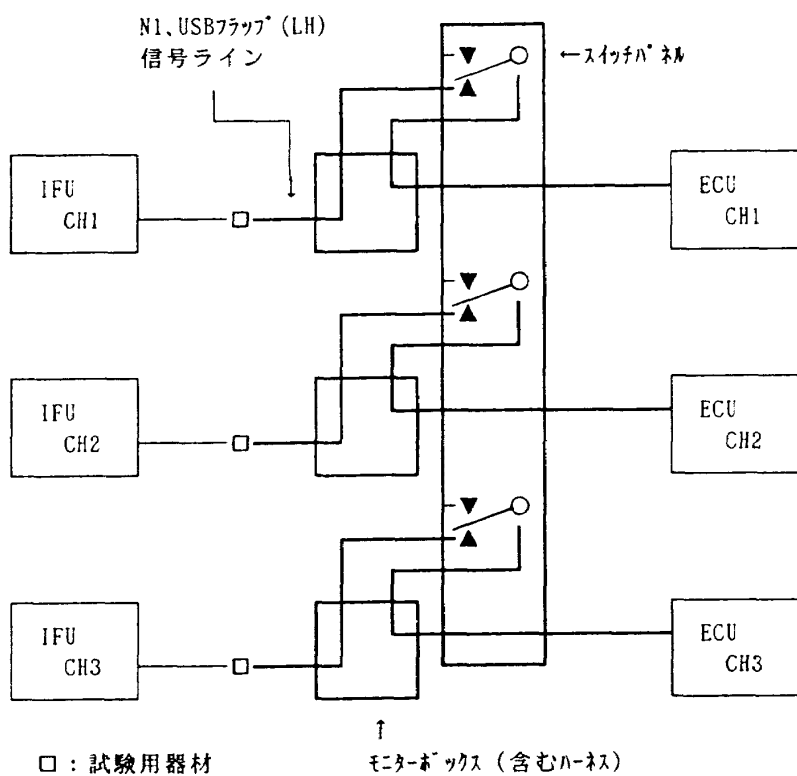 N1、USBﾌﾗｯﾌﾟ(LH)
信号ライン
←ｽｲｯﾁﾊﾟﾈﾙ
IFU
CH1
ECU
CH1
IFU
CH2
ECU
CH2
IFU
CH3
ECU
CH3
□:試験用器材
ﾓﾆﾀｰﾎﾞｯｸｽ(含むﾊｰﾈｽ)